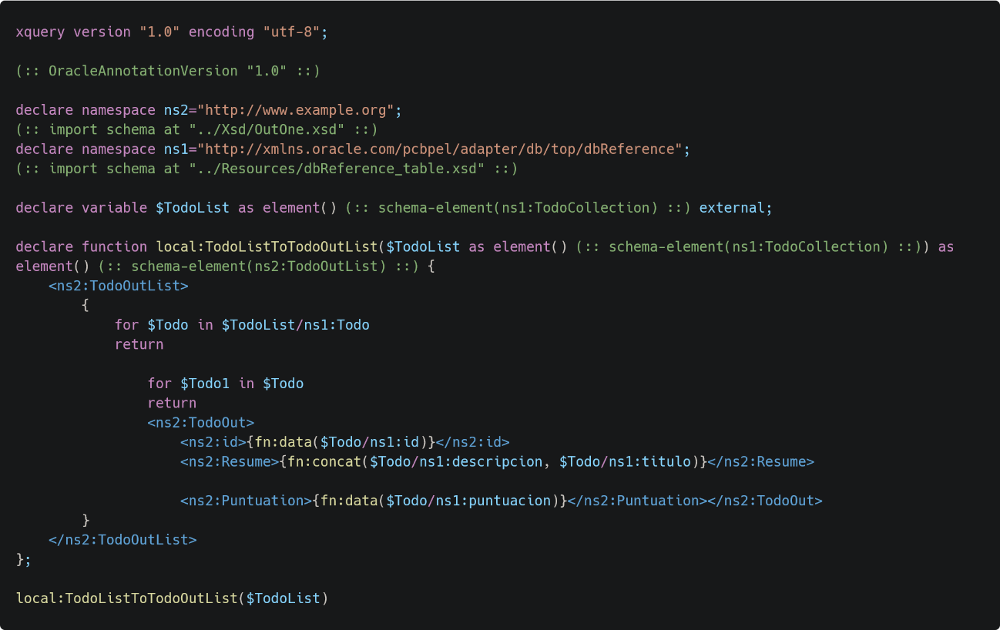 xquery version "1.0" encoding "utf-8";
(:: OracleAnnotationVersion "1.0" ::)
declare namespace ns2="http://www.example.org";
(:: import schema at "../Xsd/OutOne.xsd" ::)
declare namespace ns1="http://xmlns.oracle.com/pcbpel/adapter/db/top/dbReference";
(:: import schema at "../Resources/dbReference_table.xsd" ::)
declare variable $TodoList as element() (:: schema-element(ns1:TodoCollection) ::) external;
declare function local:TodoListToTodoOutList($TodoList as element() (:: schema-element(ns1:TodoCollection) ::)) as
element() (:: schema-element(ns2:TodoOutList) ::) {
    <ns2:TodoOutList>
        {
            for $Todo in $TodoList/ns1:Todo
            return
                for $Todo1 in $Todo
                return
                <ns2:TodoOut>
                    <ns2:id>{fn:data($Todo/ns1:id)}</ns2:id>
                    <ns2:Resume>{fn:concat($Todo/ns1:descripcion, $Todo/ns1:titulo)}</ns2:Resume>
                    <ns2:Puntuation>{fn:data($Todo/ns1:puntuacion)}</ns2:Puntuation></ns2:TodoOut>
        }
    </ns2:TodoOutList>
};
local:TodoListToTodoOutList($TodoList)